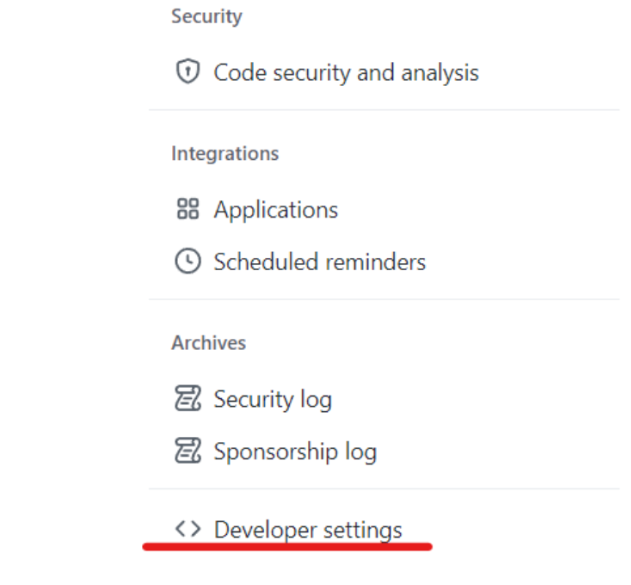 Security
Code security and analysis
Integrations
Applications
Scheduled reminders
Archives
Security log
Sponsorship log
Developer settings